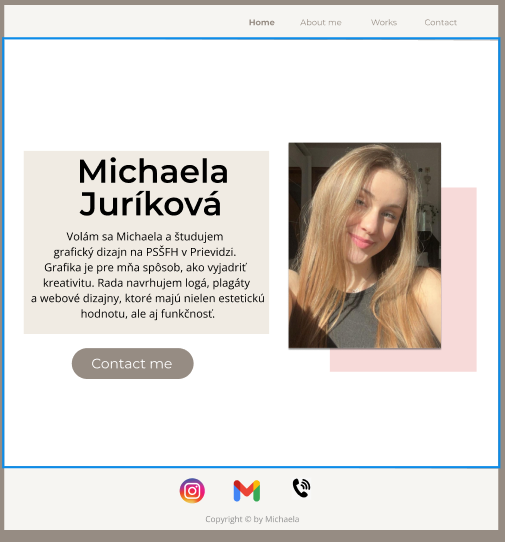 Home About me Works Contact
Michaela
Juríková
Volám sa Michaela a študujem
grafický dizajn na PSŠFH v Prievidzi.
Grafika je pre mňa spôsob, ako vyjadriť
kreativitu. Rada navrhujem logá, plagáty
a webové dizajny, ktoré majú nielen estetickú
hodnotu, ale aj funkčnosť.
Contact me
Copyright © by Michaela